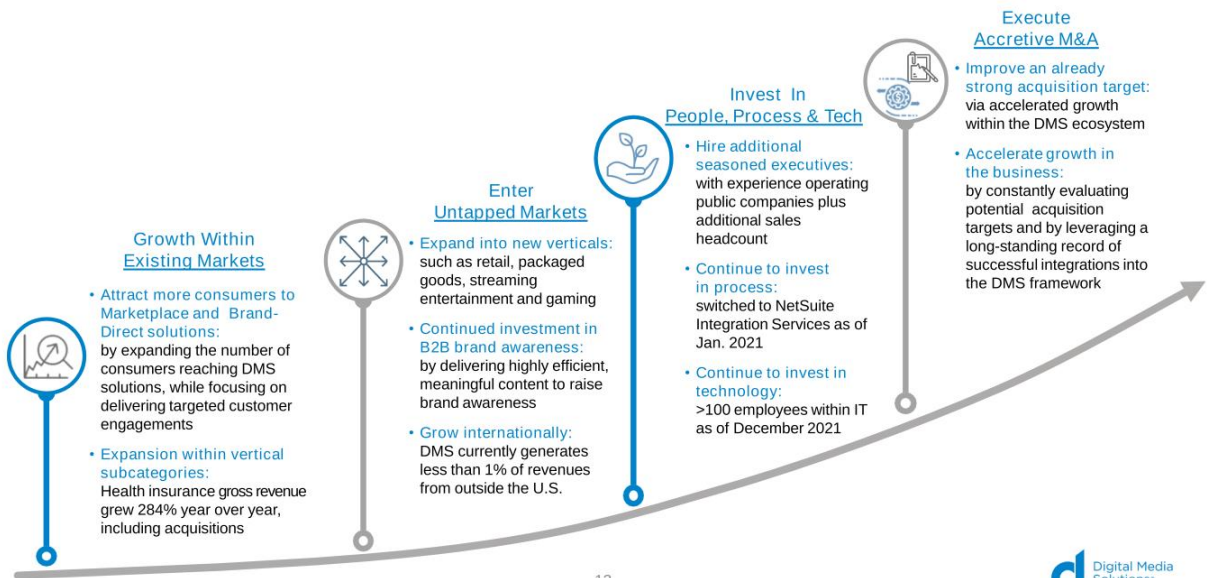 Growth Within
Existing Markets
• Attract more consumers to
Marketplace and Brand-
Direct solutions:
by expanding the number of
consumers reaching DMS
solutions, while focusing on
delivering targeted customer
engagements
• Expansion within vertical
subcategories:
Health insurance gross revenue
grew 284% year over year,
including acquisitions
Enter
Untapped Markets
• Expand into new verticals:
such as retail, packaged
goods, streaming
entertainment and gaming
• Continued investment in
B2B brand awareness:
by delivering highly efficient,
meaningful content to raise
brand awareness
• Grow internationally:
DMS currently generates
less than 1% of revenues
from outside the U.S.
Invest In
People, Process & Tech
• Hire additional
seasoned executives:
with experience operating
public companies plus
additional sales
headcount
• Continue to invest
in process:
switched to NetSuite
Integration Services as of
Jan. 2021
• Continue to invest in
technology:
>100 employees within IT
as of December 2021
Execute
Accretive M&A
• Improve an already
strong acquisition target:
via accelerated growth
within the DMS ecosystem
• Accelerate growth in
the business:
by constantly evaluating
potential acquisition
targets and by leveraging a
long-standing record of
successful integrations into
the DMS framework
Digital Media
Solutions